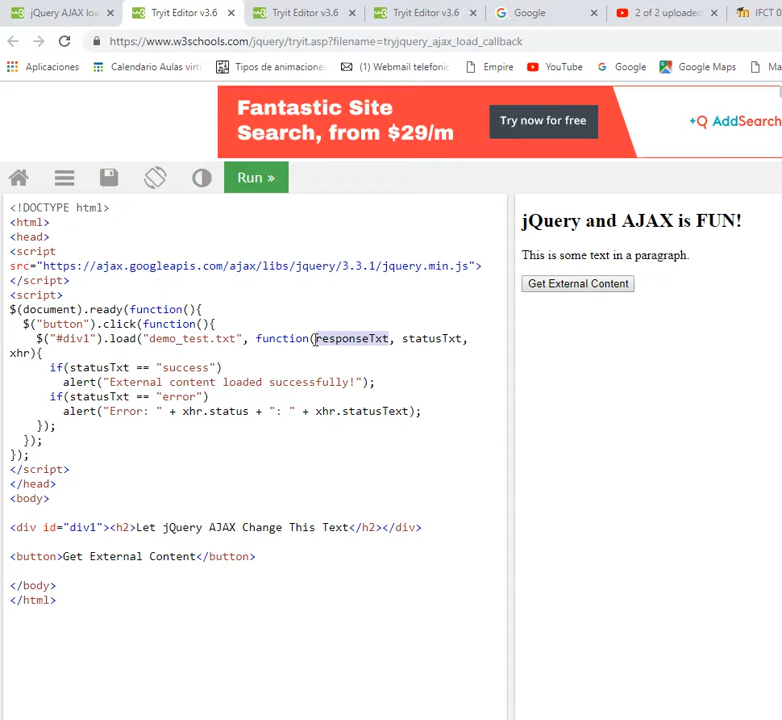 jQuery AJAX loa
Tryit Editor v3.6
Tryit Editor v3.6
Tryit Editor v3.6
Google
2 of 2 uploaded
IFCT 0
https://www.w3schools.com/jquery/tryit.asp?filename=tryjquery_ajax_load_callback
Aplicaciones
Calendario Aulas virt
Tipos de animacione
(1) Webmail telefonic
Empire
YouTube
Google
Google Maps
Ma
Fantastic Site
Search, from $29/m
Try now for free
+Q AddSearch
Run »
<!DOCTYPE html>
<html>
<head>
<script
src="https://ajax.googleapis.com/ajax/libs/jquery/3.3.1/jquery.min.js">
</script>
<script>
$(document).ready(function(){
$("button").click(function(){
$("#div1").load("demo_test.txt", function(responseTxt, statusTxt,
xhr){
if(statusTxt == "success")
alert("External content loaded successfully!");
if(statusTxt == "error")
alert("Error: " + xhr.status + ": " + xhr.statusText);
});
});
});
</script>
</head>
<body>
<div id="div1"><h2>Let jQuery AJAX Change This Text</h2></div>
<button>Get External Content</button>
</body>
</html>
jQuery and AJAX is FUN!
This is some text in a paragraph.
Get External Content